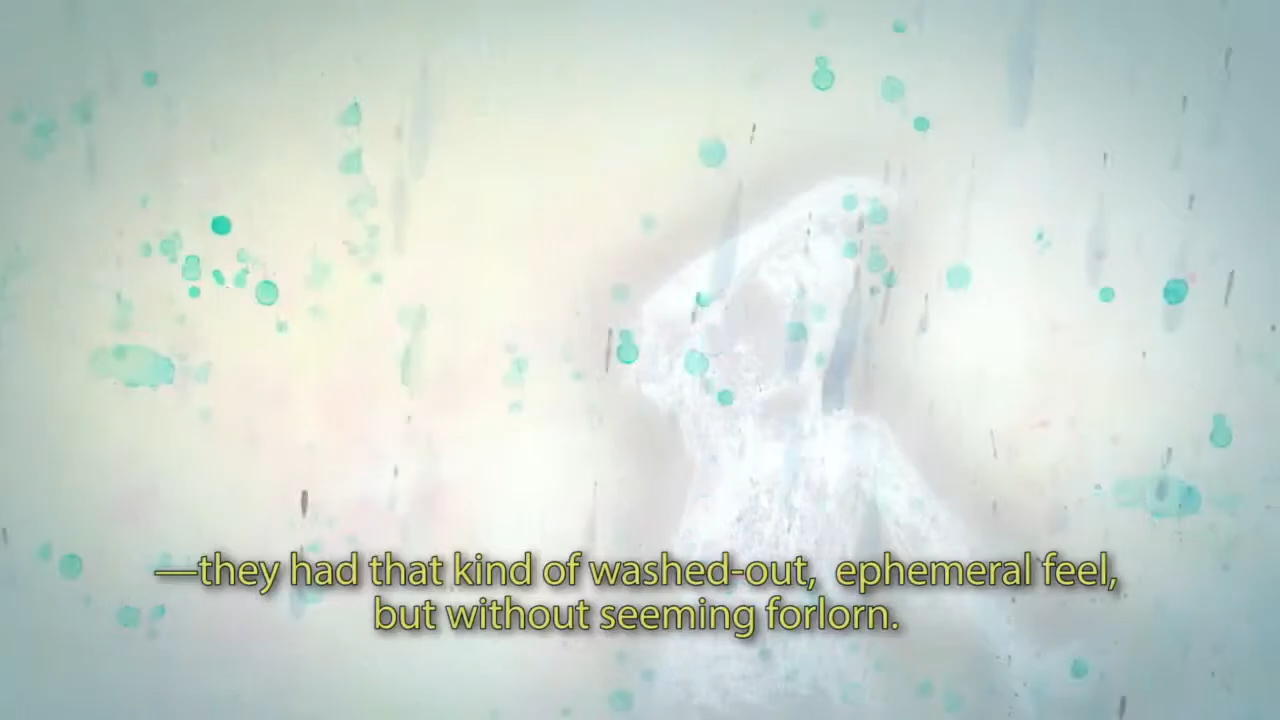 —they had that kind of washed-out,  ephemeral feel,
but without seeming forlorn.